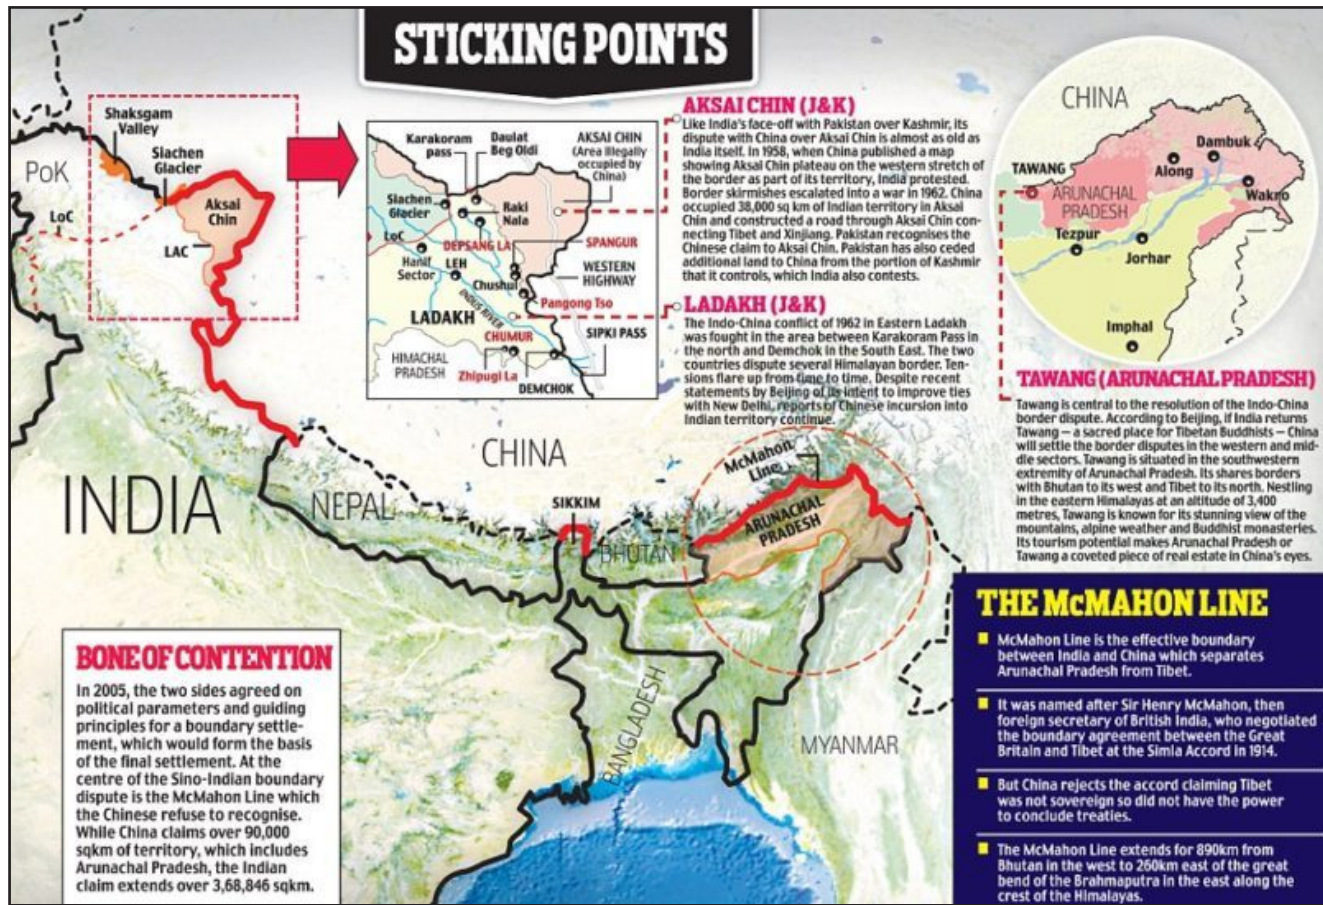 STICKING POINTS
Shaksgam
Valley
Siachen
Glacier
PoK
LoC
Aksai
Chin
LAC
Karakoram
pass
Daulat
Beg Oldi
AKSAI CHIN
(Area illegally
occupied by
China)
Siachen
Glacier
Raki
Nala
LoC
DEPSANG LA
SPANGUR
Hanif
Sector
LEH
WESTERN
HIGHWAY
Chushul
INDUS RIVER
Pangong Tso
LADAKH
CHUMUR
SIPKI PASS
HIMACHAL
PRADESH
Zhipugi La
DEMCHOK
AKSAI CHIN (J&K)
Like India's face-off with Pakistan over Kashmir, its
dispute with China over Aksai Chin is almost as old as
India itself. In 1958, when China published a map
showing Aksai Chin plateau on the western stretch of
the border as part of its territory, India protested.
Border skirmishes escalated into a war in 1962. China
occupied 38,000 sq km of Indian territory in Aksai
Chin and constructed a road through Aksai Chin con-
necting Tibet and Xinjiang. Pakistan recognises the
Chinese claim to Aksai Chin. Pakistan has also ceded
additional land to China from the portion of Kashmir
that it controls, which India also contests.
LADAKH (J&K)
The Indo-China conflict of 1962 in Eastern Ladakh
was fought in the area between Karakoram Pass in
the north and Demchok in the South East. The two
countries dispute several Himalayan border. Ten-
sions flare up from time to time. Despite recent
statements by Beijing of its intent to improve ties
with New Delhi, reports of Chinese incursion into
Indian territory continue.
CHINA
Dambuk
TAWANG
Along
ARUNACHAL
PRADESH
Wakro
Tezpur
Jorhar
Imphal
TAWANG (ARUNACHAL PRADESH)
Tawang is central to the resolution of the Indo-China
border dispute. According to Beijing, if India returns
Tawang — a sacred place for Tibetan Buddhists — China
will settle the border disputes in the western and mid-
dle sectors. Tawang is situated in the southwestern
extremity of Arunachal Pradesh. Its shares borders
with Bhutan to its west and Tibet to its north. Nestling
in the eastern Himalayas at an altitude of 3,400
metres, Tawang is known for its stunning view of the
mountains, alpine weather and Buddhist monasteries.
Its tourism potential makes Arunachal Pradesh or
Tawang a coveted piece of real estate in China's eyes.
CHINA
McMahon
Line
INDIA
NEPAL
SIKKIM
BHUTAN
ARUNACHAL
PRADESH
BANGLADESH
MYANMAR
BONE OF CONTENTION
In 2005, the two sides agreed on
political parameters and guiding
principles for a boundary settle-
ment, which would form the basis
of the final settlement. At the
centre of the Sino-Indian boundary
dispute is the McMahon Line which
the Chinese refuse to recognise.
While China claims over 90,000
sqkm of territory, which includes
Arunachal Pradesh, the Indian
claim extends over 3,68,846 sqkm.
THE McMAHON LINE
McMahon Line is the effective boundary
between India and China which separates
Arunachal Pradesh from Tibet.
It was named after Sir Henry McMahon, then
foreign secretary of British India, who negotiated
the boundary agreement between the Great
Britain and Tibet at the Simla Accord in 1914.
But China rejects the accord claiming Tibet
was not sovereign so did not have the power
to conclude treaties.
The McMahon Line extends for 890km from
Bhutan in the west to 260km east of the great
bend of the Brahmaputra in the east along the
crest of the Himalayas.